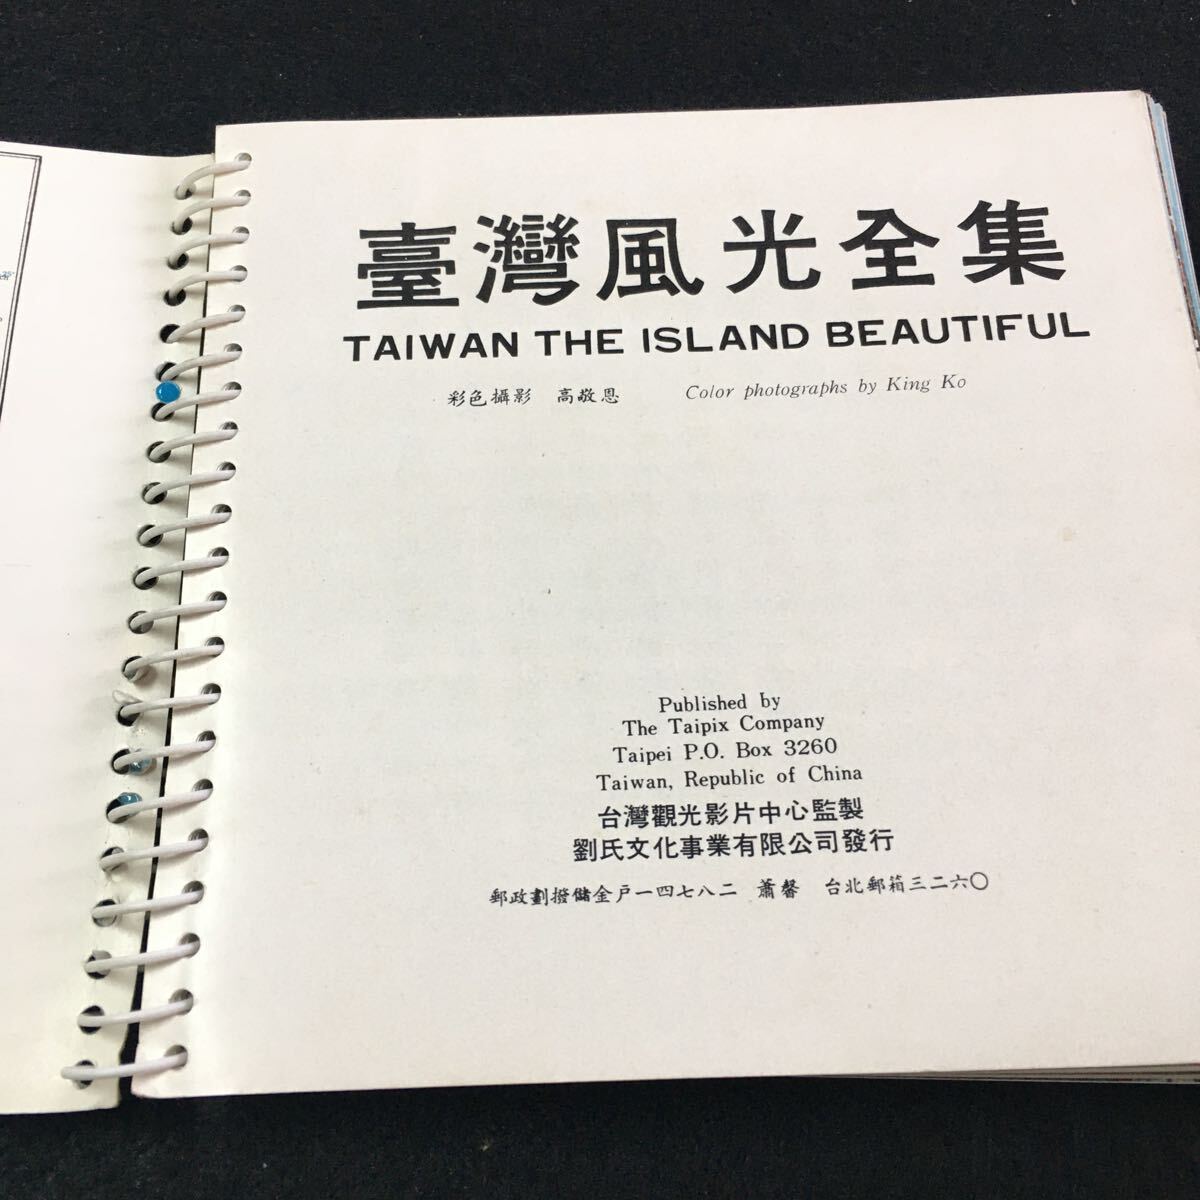 臺灣風光全集
TAIWAN THE ISLAND BEAUTIFUL
彩色攝影 高敬恩 Color photographs by King Ko
Published by
The Taipix Company
Taipei P.O. Box 3260
Taiwan, Republic of China
台灣觀光影片中心監製
劉氏文化事業有限公司發行
郵政劃撥儲金戶一四七八二 蕭馨 台北郵箱三二六〇